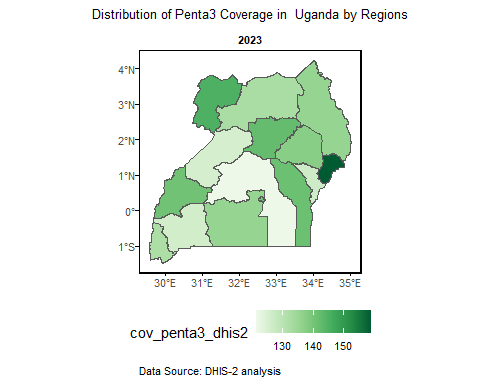 Distribution of Penta3 Coverage in  Uganda by Regions
2023
4°N
3°N
2°N
1°N
0°
1°S
30°E 31°E 32°E 33°E 34°E 35°E
cov_penta3_dhis2
130 140 150
Data Source: DHIS-2 analysis